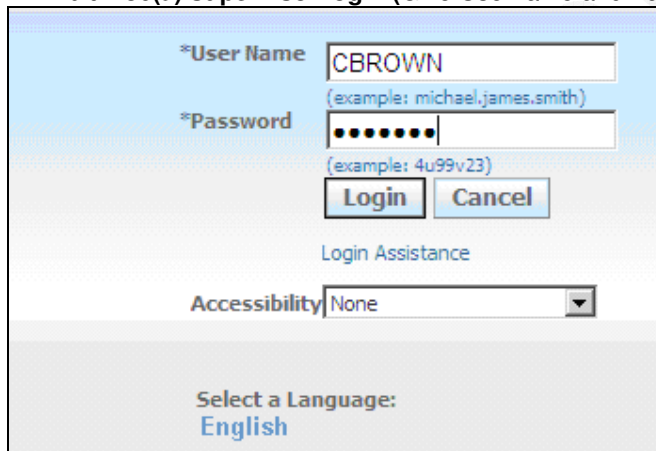 *User Name CBROWN
(example: michael.james.smith)
*Password •••••••
(example: 4u99v23)
Login Cancel
Login Assistance
Accessibility None
Select a Language:
English